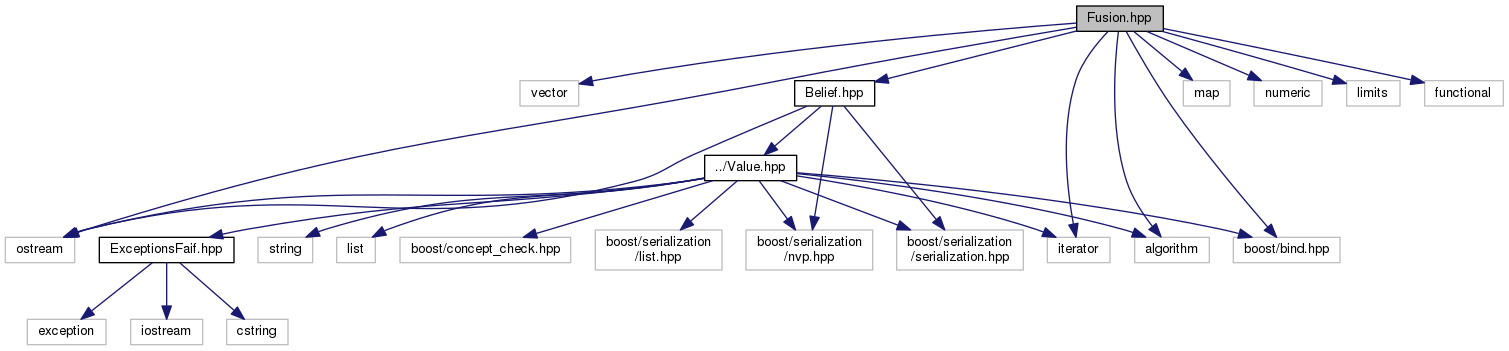 Fusion.hpp
vector
Belief.hpp
map
numeric
limits
functional
../Value.hpp
ostream
ExceptionsFaif.hpp
string
list
boost/concept_check.hpp
boost/serialization
/list.hpp
boost/serialization
/nvp.hpp
boost/serialization
/serialization.hpp
iterator
algorithm
boost/bind.hpp
exception
iostream
cstring